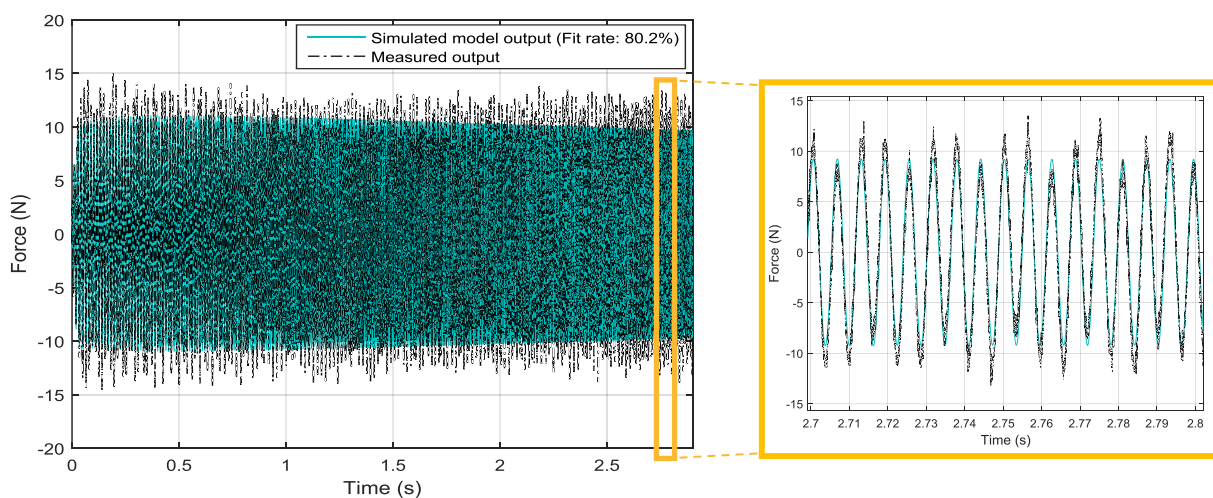 Simulated model output (Fit rate: 80.2%)
Measured output
20
15
10
5
0
-5
-10
-15
-20
Force (N)
0 0.5 1 1.5 2 2.5
Time (s)
15
10
5
0
-5
-10
-15
Force (N)
2.7 2.71 2.72 2.73 2.74 2.75 2.76 2.77 2.78 2.79 2.8
Time (s)